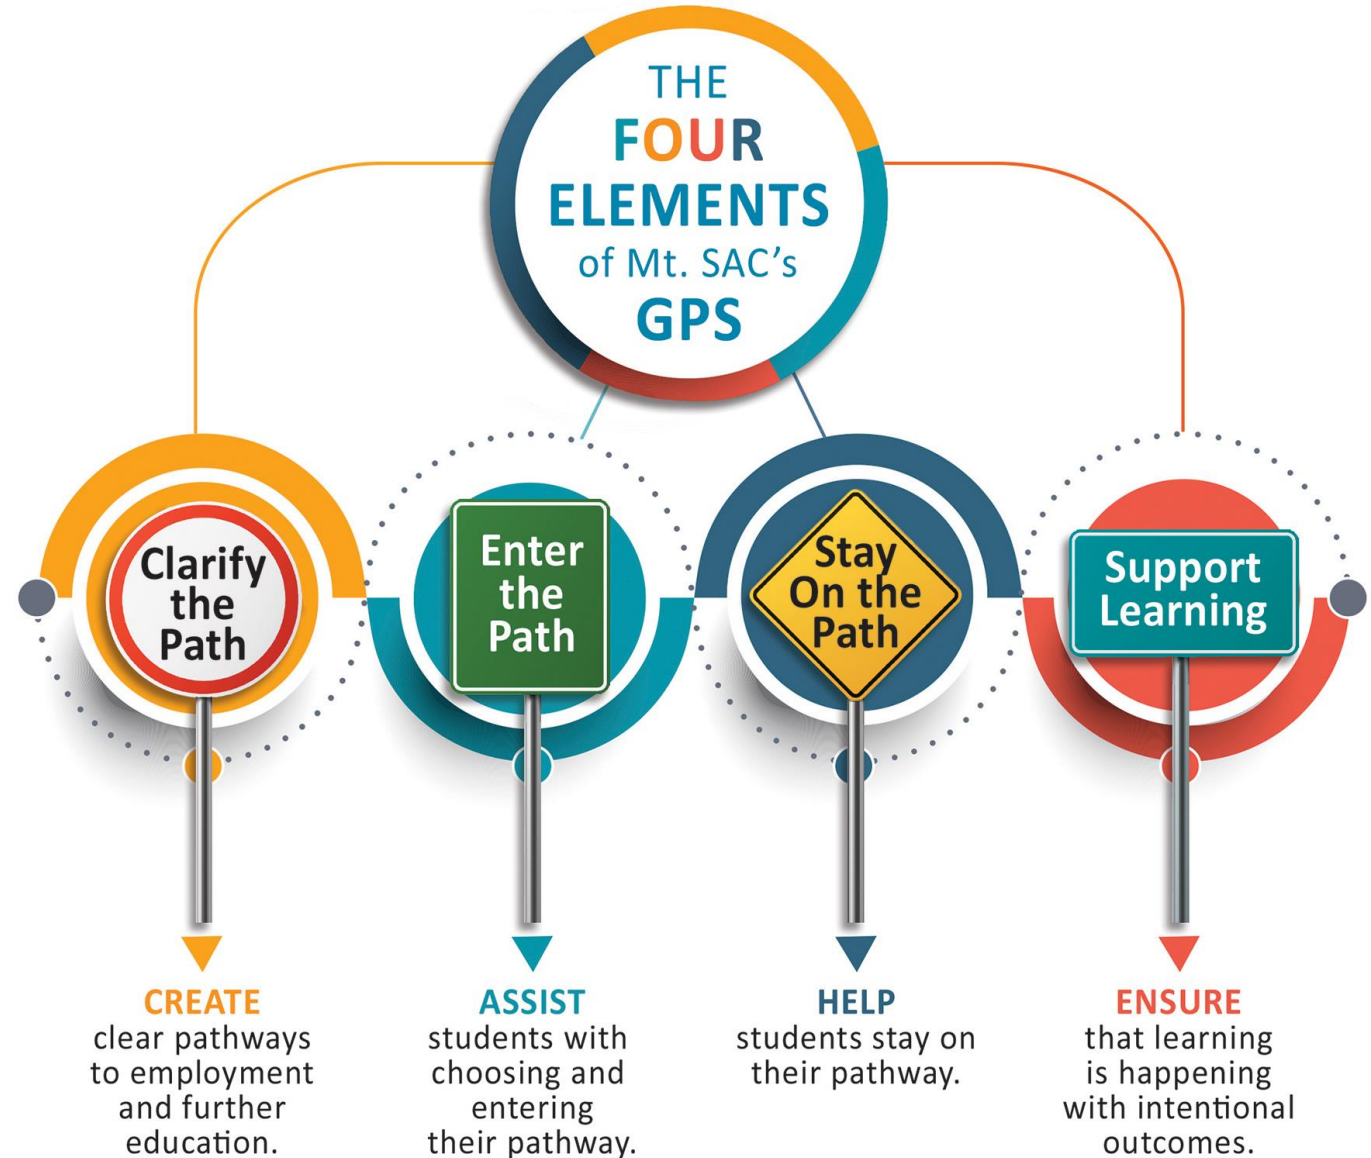 THE
FOUR
ELEMENTS
of Mt. SAC’s
GPS
Clarify
the
Path
Enter
the
Path
Stay
On the
Path
Support
Learning
CREATE
clear pathways
to employment
and further
education.
ASSIST
students with
choosing and
entering
their pathway.
HELP
students stay on
their pathway.
ENSURE
that learning
is happening
with intentional
outcomes.